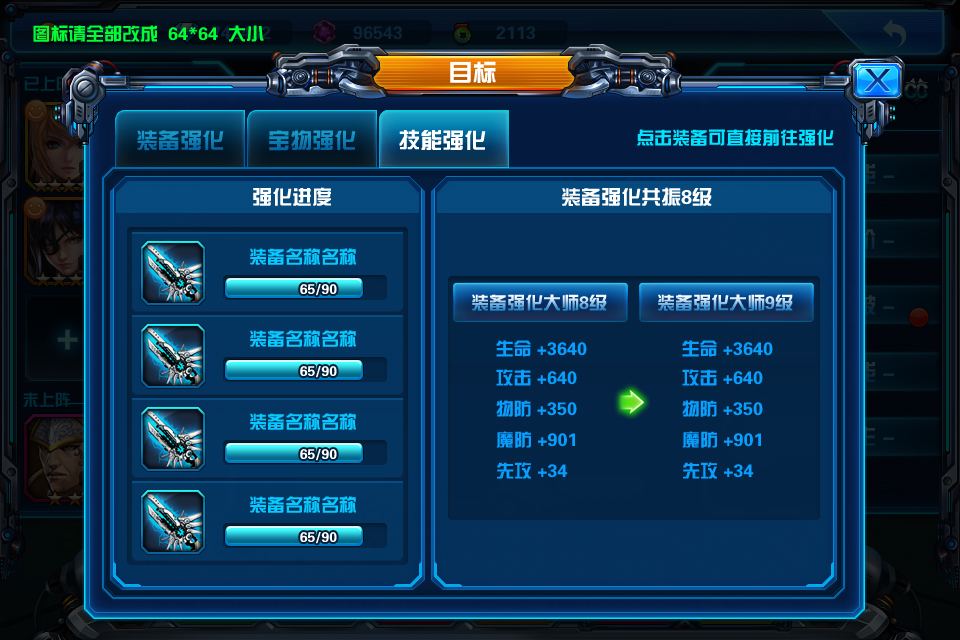 图标请全部改成 64*64 大小
96543
2113
目标
已上
装备强化
宝物强化
技能强化
点击装备可直接前往强化
强化进度
装备强化共振8级
装备名称名称
65/90
装备名称名称
65/90
装备名称名称
65/90
装备名称名称
65/90
装备强化大师8级
装备强化大师9级
生命 +3640
生命 +3640
攻击 +640
攻击 +640
物防 +350
物防 +350
魔防 +901
魔防 +901
先攻 +34
先攻 +34
未上阵